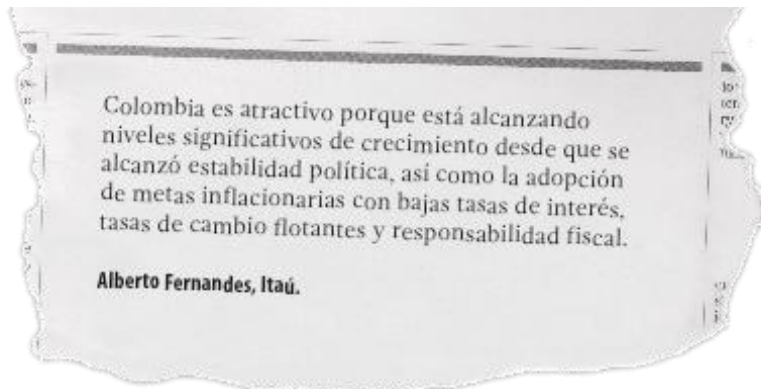 Colombia es atractivo porque está alcanzando
niveles significativos de crecimiento desde que se
alcanzó estabilidad política, así como la adopción
de metas inflacionarias con bajas tasas de interés,
tasas de cambio flotantes y responsabilidad fiscal.
Alberto Fernandes, Itaú.